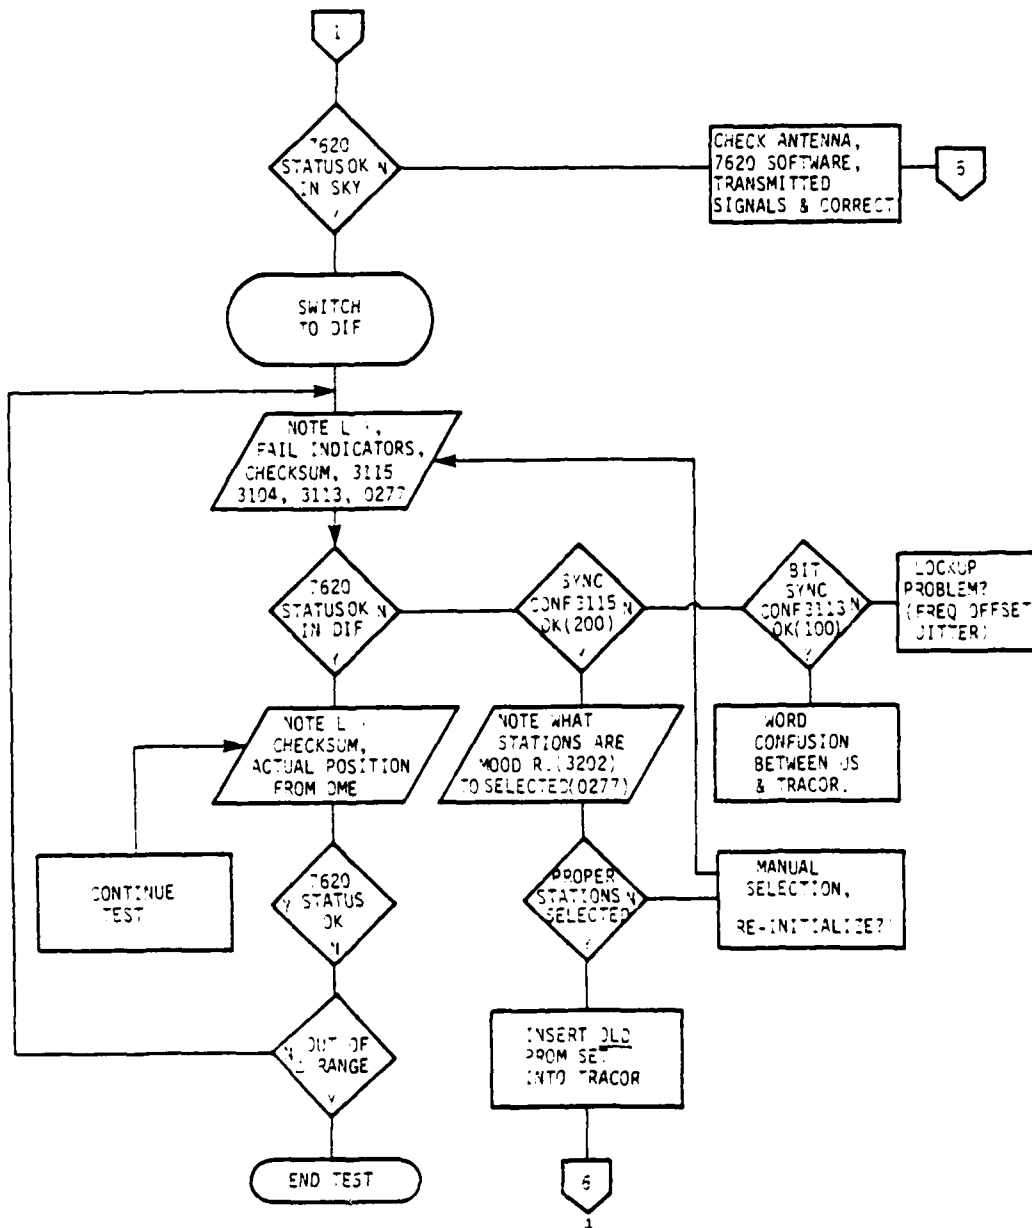 1
7620
STATUS OK N
IN SKY
Y
CHECK ANTENNA,
7620 SOFTWARE,
TRANSMITTED
SIGNALS & CORRECT
SWITCH
TO DIF
NOTE L
FAIL INDICATORS,
CHECKSUM, 3115
3104, 3113, 0277
7620
STATUS OK N
IN DIF
Y
SYNC
CONF 3115 N
OK(200)
Y
BIT
SYNC
CONF 3113 N
OK(100)
Y
LOCKUP
PROBLEM?
(FREQ OFFSET
JITTER)
NOTE L
CHECKSUM,
ACTUAL POSITION
FROM DME
NOTE WHAT
STATIONS ARE
(3202)
TO SELECTED(0277)
WORD
CONFUSION
BETWEEN US
& TRACOR.
CONTINUE
TEST
7620
Y STATUS
OK
N
PROPER
STATIONS N
SELECTED
Y
MANUAL
SELECTION,
RE-INITIALIZE?
N OUT OF
RANGE
Y
INSERT OLD
PROM SET
INTO TRACOR
END TEST
6